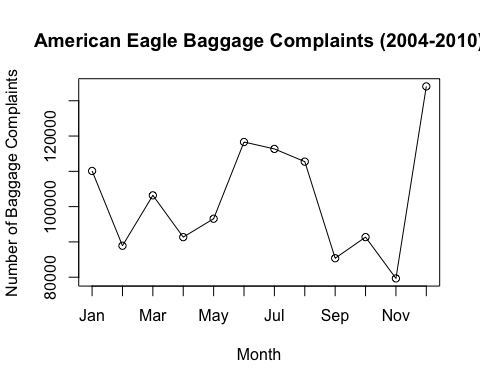 American Eagle Baggage Complaints (2004-2010)
Number of Baggage Complaints
120000
100000
80000
Jan Mar May Jul Sep Nov
Month